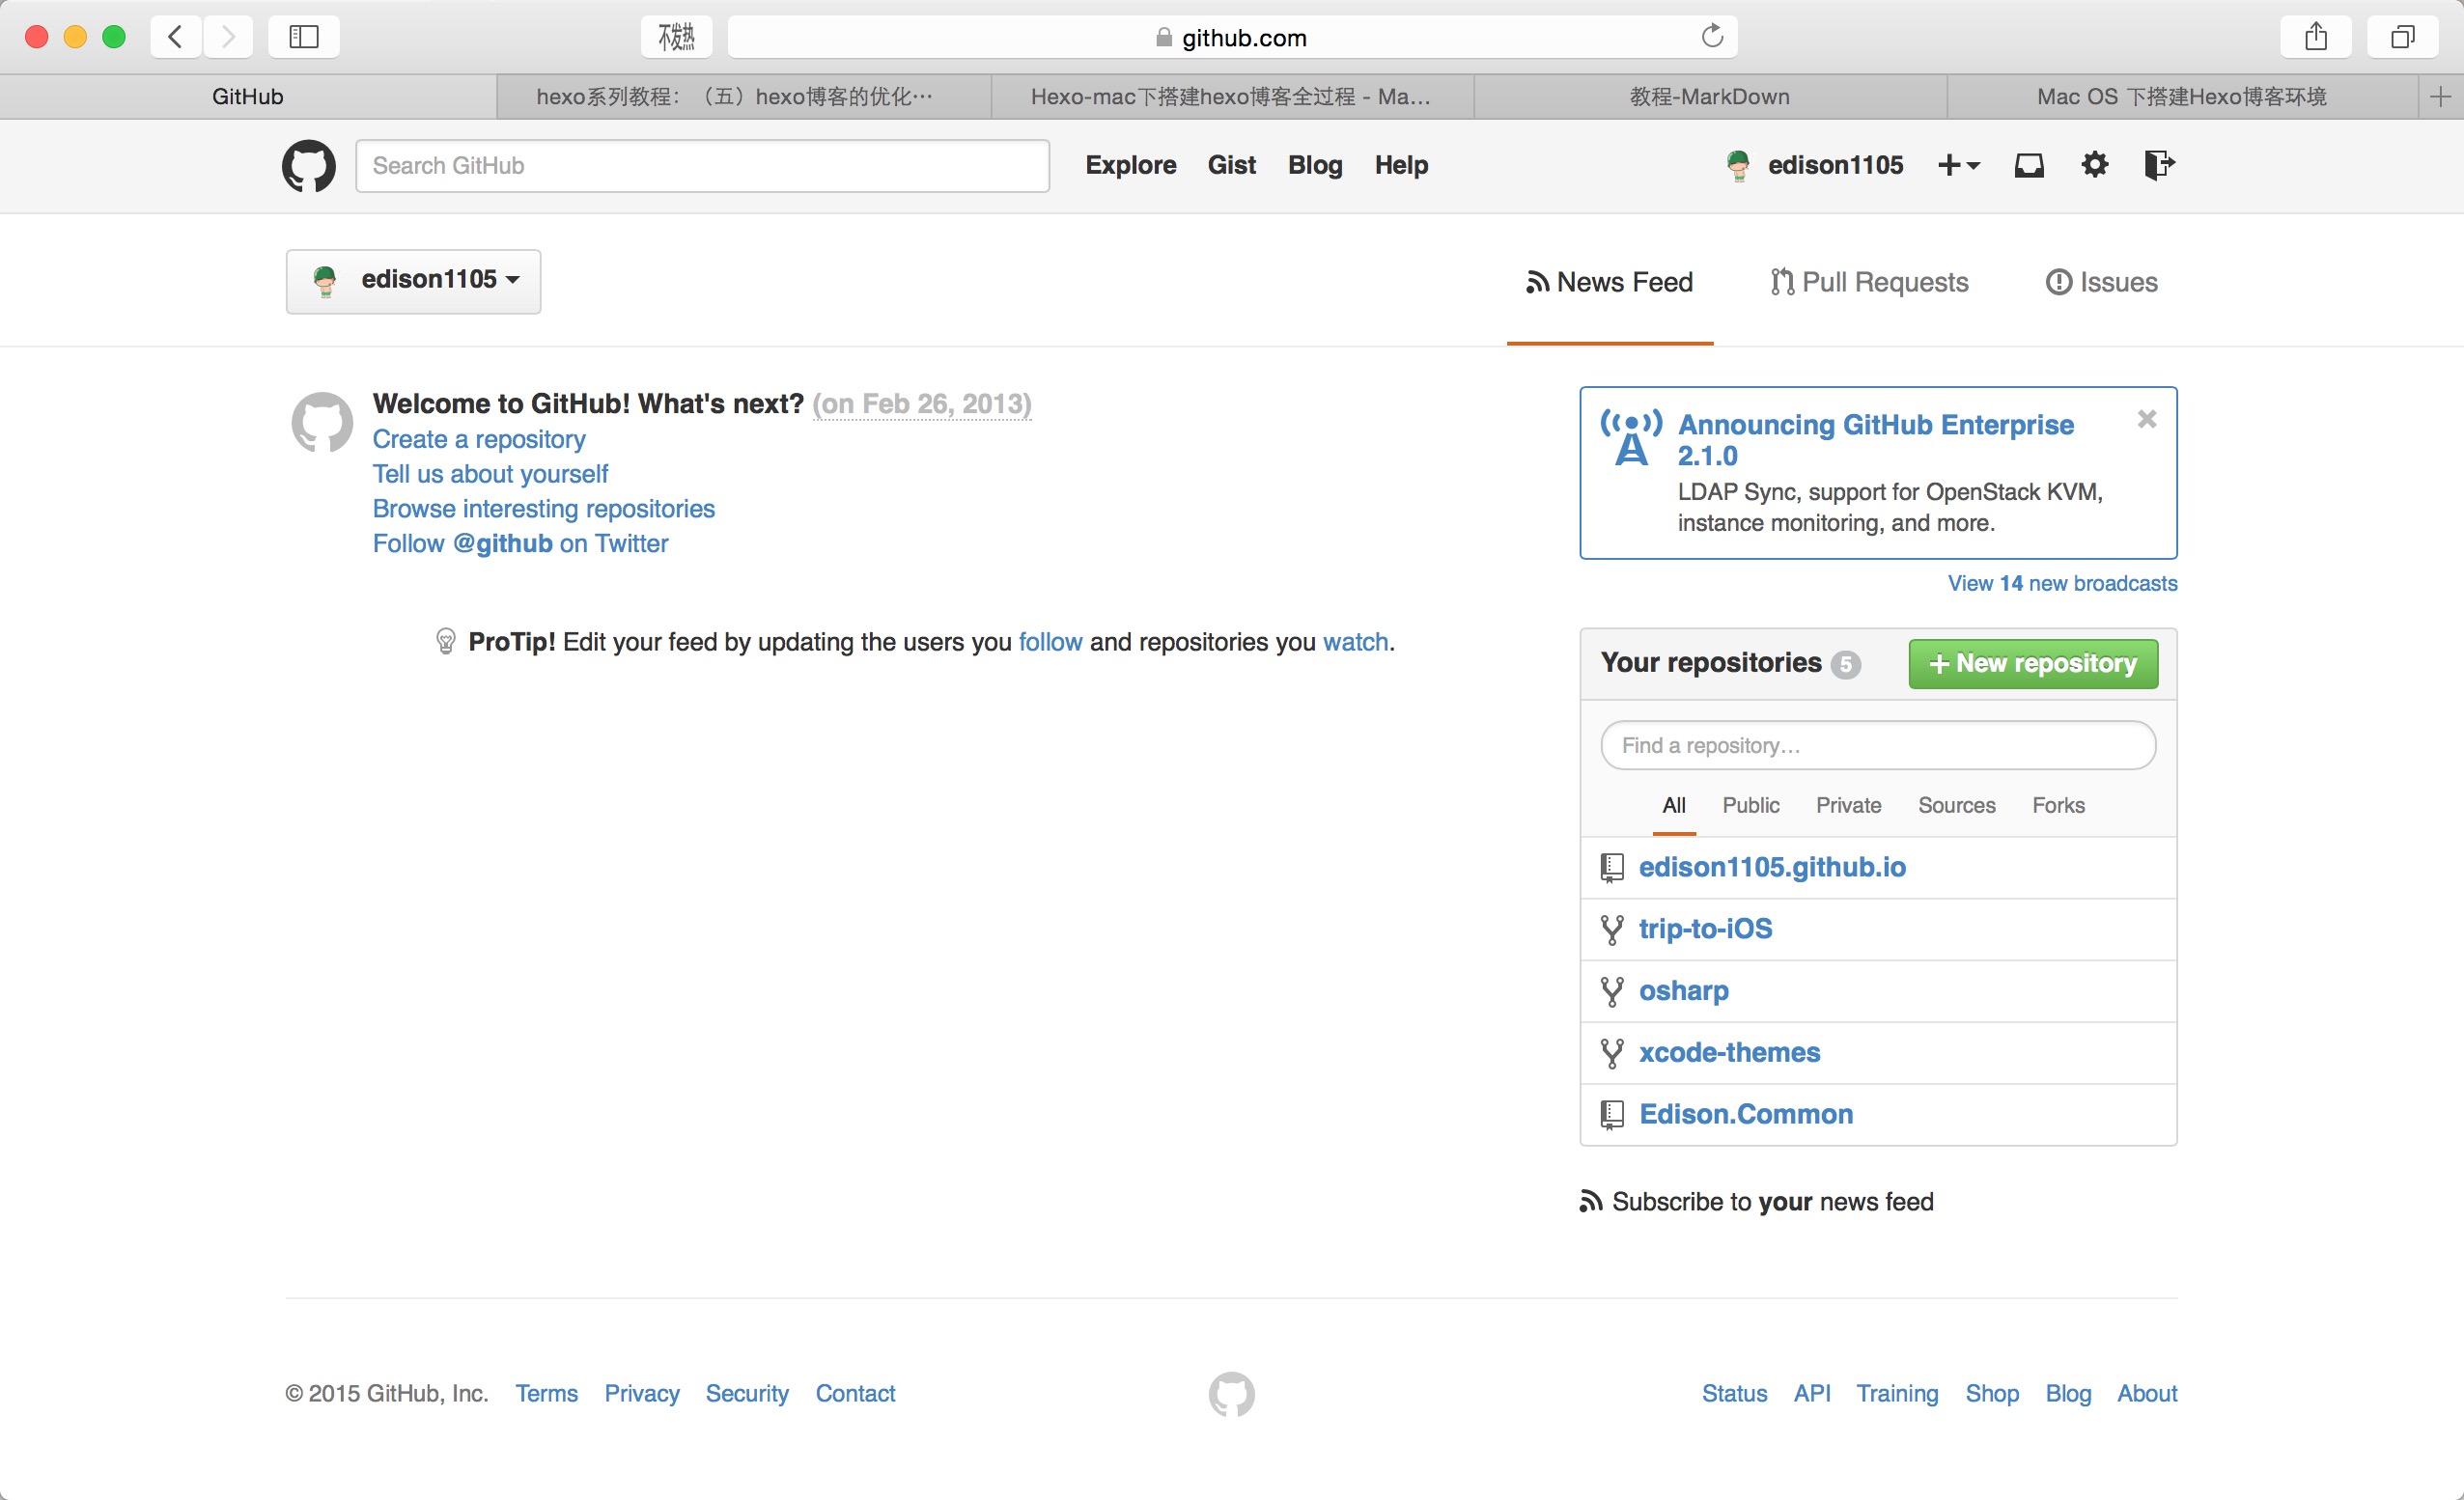 不发热
github.com
GitHub
hexo系列教程：（五）hexo博客的优化…
Hexo-mac下搭建hexo博客全过程 - Ma...
教程-MarkDown
Mac OS 下搭建Hexo博客环境
Search GitHub
Explore Gist Blog Help
edison1105
edison1105
News Feed
Pull Requests
Issues
Welcome to GitHub! What's next? (on Feb 26, 2013)
Create a repository
Tell us about yourself
Browse interesting repositories
Follow @github on Twitter
ProTip! Edit your feed by updating the users you follow and repositories you watch.
Announcing GitHub Enterprise
2.1.0
LDAP Sync, support for OpenStack KVM,
instance monitoring, and more.
View 14 new broadcasts
Your repositories 5
New repository
Find a repository…
All Public Private Sources Forks
edison1105.github.io
trip-to-iOS
osharp
xcode-themes
Edison.Common
Subscribe to your news feed
© 2015 GitHub, Inc. Terms Privacy Security Contact
Status API Training Shop Blog About